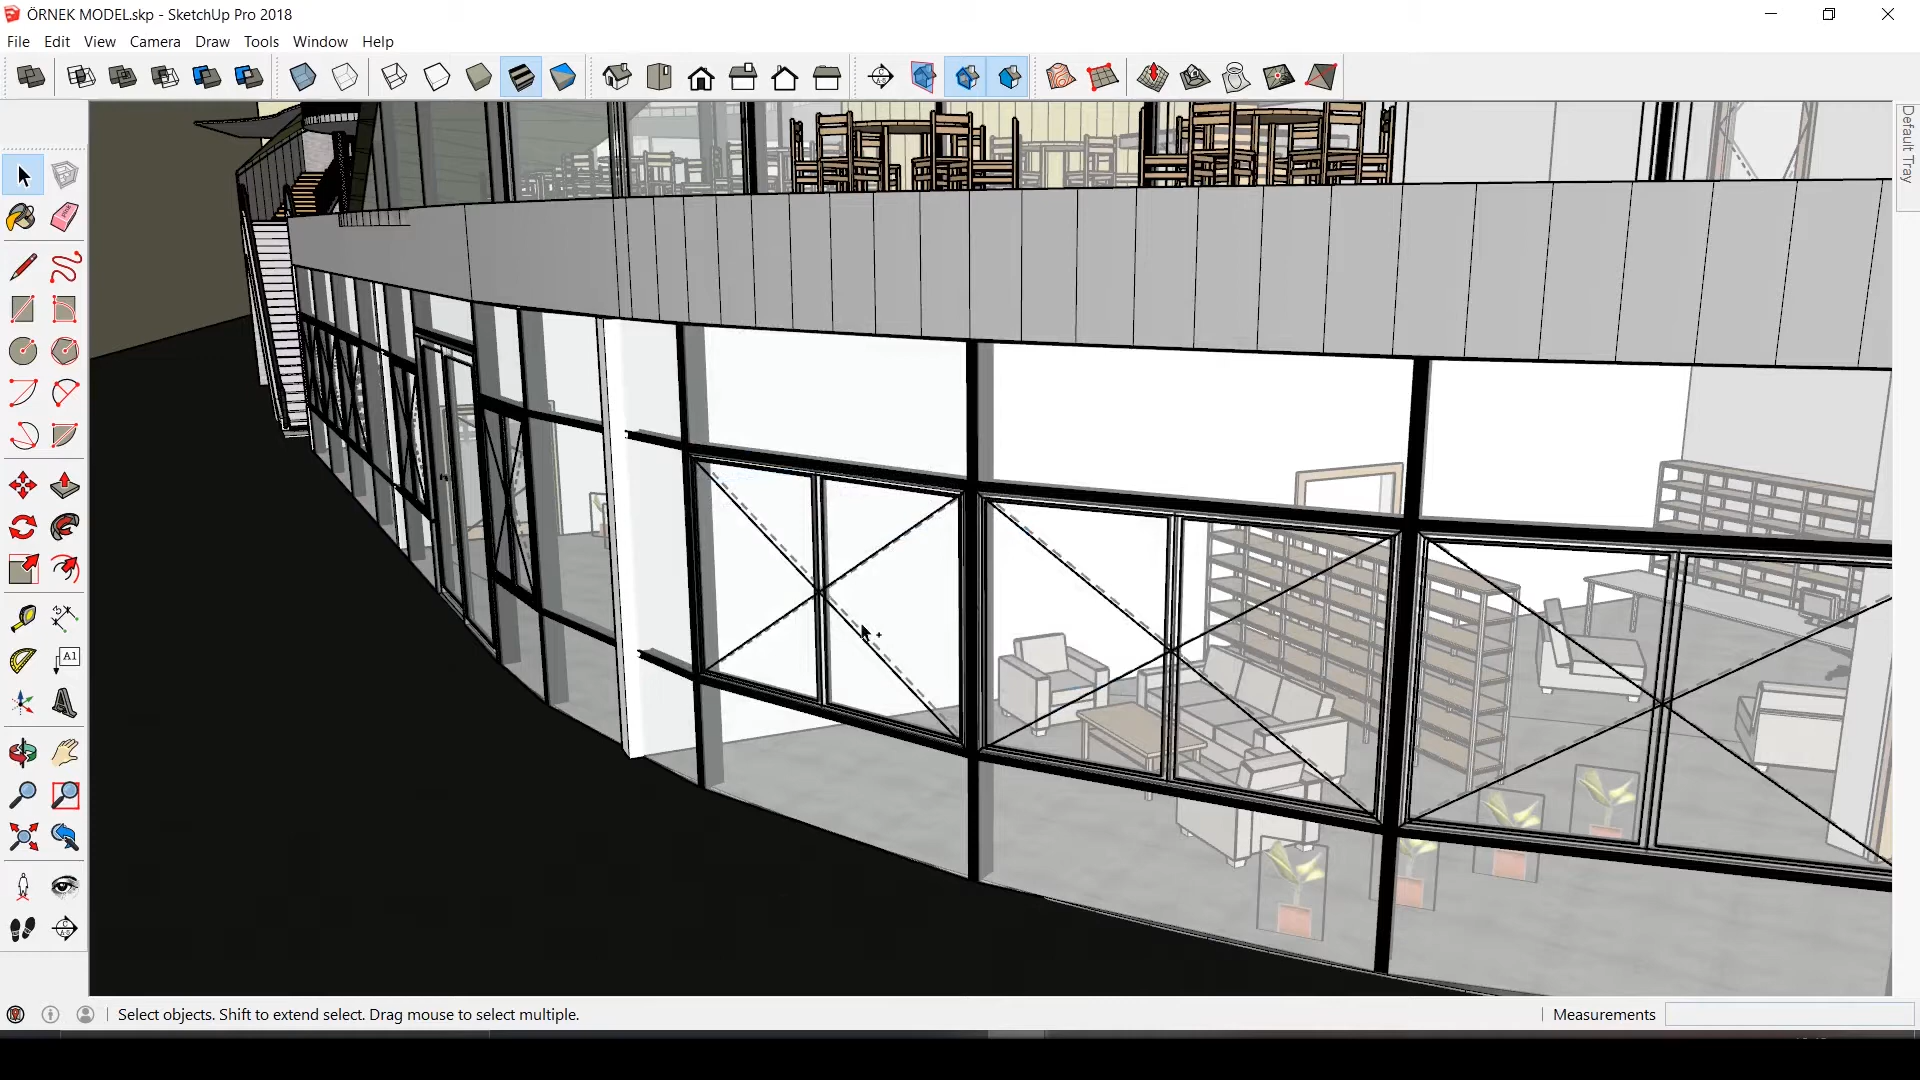 ÖRNEK MODEL.skp - SketchUp Pro 2018
File Edit View Camera Draw Tools Window Help
Default Tray
A1
Select objects. Shift to extend select. Drag mouse to select multiple.
Measurements